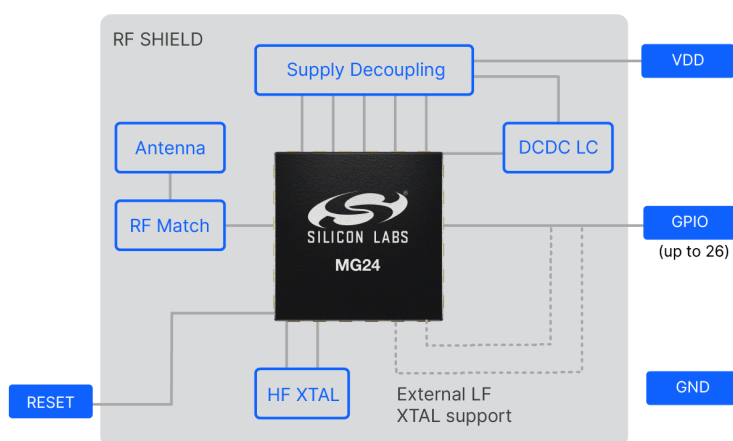 RF SHIELD
Supply Decoupling
VDD
Antenna
DCDC LC
RF Match
SILICON LABS
®
MG24
GPIO
(up to 26)
HF XTAL
External LF
XTAL support
GND
RESET